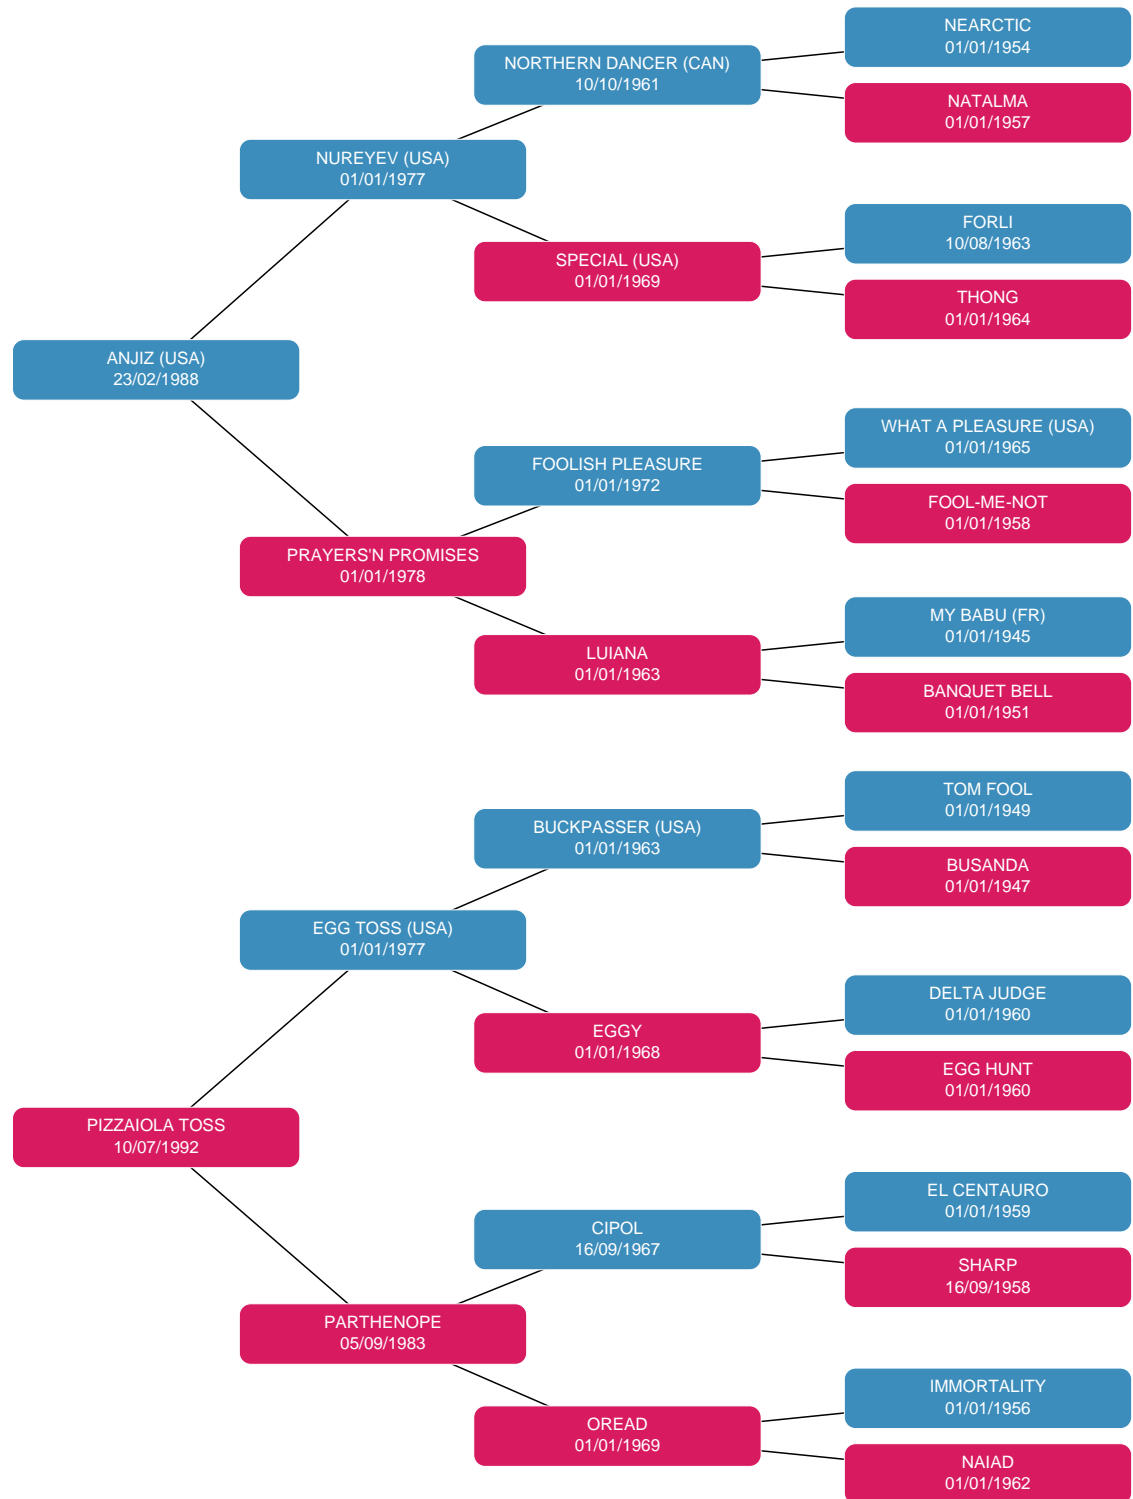 NEARCTIC
01/01/1954
NORTHERN DANCER (CAN)
10/10/1961
NATALMA
01/01/1957
NUREYEV (USA)
01/01/1977
FORLI
10/08/1963
SPECIAL (USA)
01/01/1969
THONG
01/01/1964
ANJIZ (USA)
23/02/1988
WHAT A PLEASURE (USA)
01/01/1965
FOOLISH PLEASURE
01/01/1972
FOOL-ME-NOT
01/01/1958
PRAYERS'N PROMISES
01/01/1978
MY BABU (FR)
01/01/1945
LUIANA
01/01/1963
BANQUET BELL
01/01/1951
TOM FOOL
01/01/1949
BUCKPASSER (USA)
01/01/1963
BUSANDA
01/01/1947
EGG TOSS (USA)
01/01/1977
DELTA JUDGE
01/01/1960
EGGY
01/01/1968
EGG HUNT
01/01/1960
PIZZAIOLA TOSS
10/07/1992
EL CENTAURO
01/01/1959
CIPOL
16/09/1967
SHARP
16/09/1958
PARTHENOPE
05/09/1983
IMMORTALITY
01/01/1956
OREAD
01/01/1969
NAIAD
01/01/1962